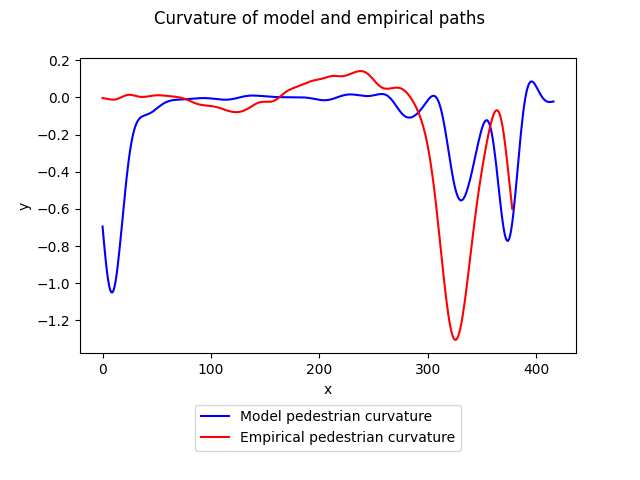 Curvature of model and empirical paths
0.2
0.0
−0.2
−0.4
−0.6
−0.8
−1.0
−1.2
y
0 100 200 300 400
x
Model pedestrian curvature
Empirical pedestrian curvature